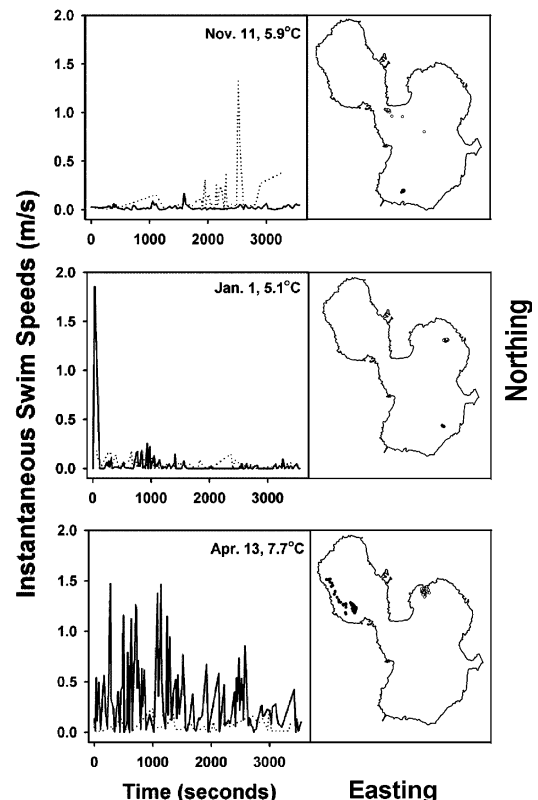 Nov. 11, 5.9°C
2.0
1.5
1.0
0.5
0.0
0 1000 2000 3000
Jan. 1, 5.1°C
2.0
1.5
1.0
0.5
0.0
0 1000 2000 3000
Apr. 13, 7.7°C
2.0
1.5
1.0
0.5
0.0
0 1000 2000 3000
Instantaneous Swim Speeds (m/s)
Northing
Time (seconds)
Easting